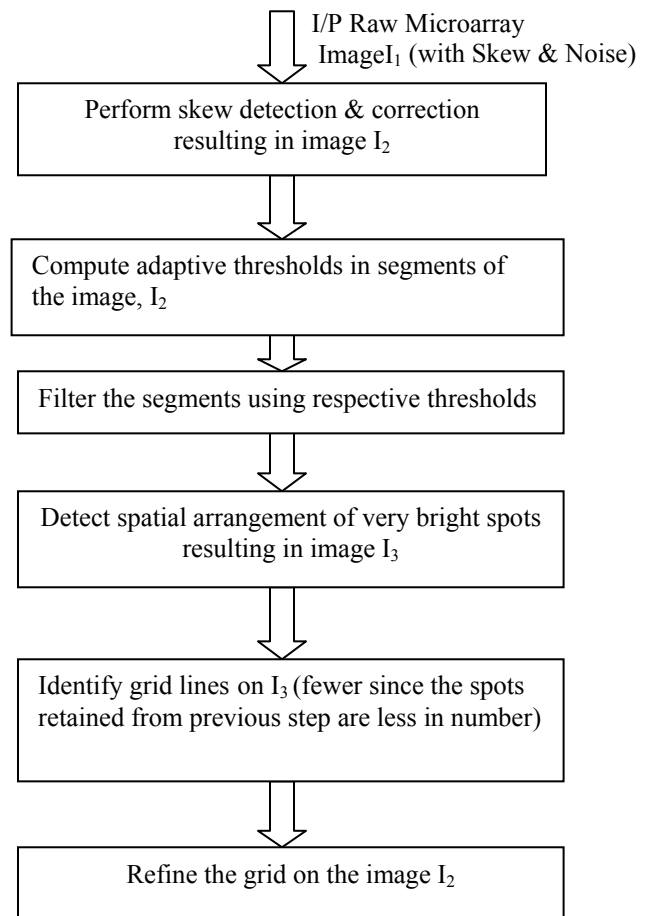 I/P Raw Microarray
ImageI₁ (with Skew & Noise)
Perform skew detection & correction
resulting in image I₂
Compute adaptive thresholds in segments of
the image, I₂
Filter the segments using respective thresholds
Detect spatial arrangement of very bright spots
resulting in image I₃
Identify grid lines on I₃ (fewer since the spots
retained from previous step are less in number)
Refine the grid on the image I₂